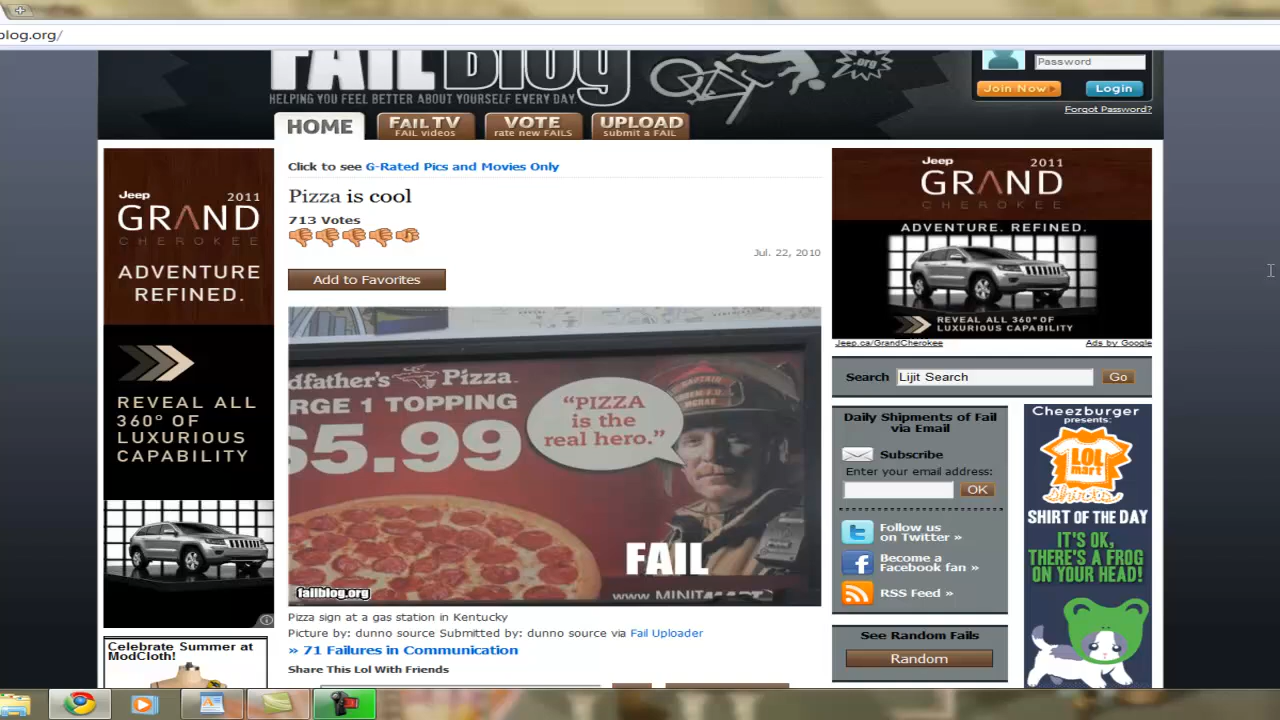 blog.org/
FAIL Blog
.org
HELPING YOU FEEL BETTER ABOUT YOURSELF EVERY DAY.
Password
Join Now
Login
Forgot Password?
HOME
FAIL TV
FAIL videos
VOTE
rate new FAILS
UPLOAD
submit a FAIL
Jeep
2011
GRAND
CHEROKEE
ADVENTURE
REFINED.
REVEAL ALL
360° OF
LUXURIOUS
CAPABILITY
Celebrate Summer at
ModCloth!
Click to see G-Rated Pics and Movies Only
Pizza is cool
713 Votes
Jul. 22, 2010
Add to Favorites
dfather's Pizza
RGE 1 TOPPING
$5.99
"PIZZA
is the
real hero."
CAPTAIN
FAIL
failblog.org
www.MINITMART
Pizza sign at a gas station in Kentucky
Picture by: dunno source Submitted by: dunno source via Fail Uploader
» 71 Failures in Communication
Share This Lol With Friends
Jeep
2011
GRAND
CHEROKEE
ADVENTURE. REFINED.
REVEAL ALL 360° OF
LUXURIOUS CAPABILITY
Jeep.ca/GrandCherokee
Ads by Google
Search
Lijit Search
Go
Daily Shipments of Fail
via Email
Subscribe
Enter your email address:
OK
Follow us
on Twitter »
Become a
Facebook fan »
RSS Feed »
See Random Fails
Random
Cheezburger
presents:
LOL
mart
shirts
SHIRT OF THE DAY
IT'S OK,
THERE'S A FROG
ON YOUR HEAD!